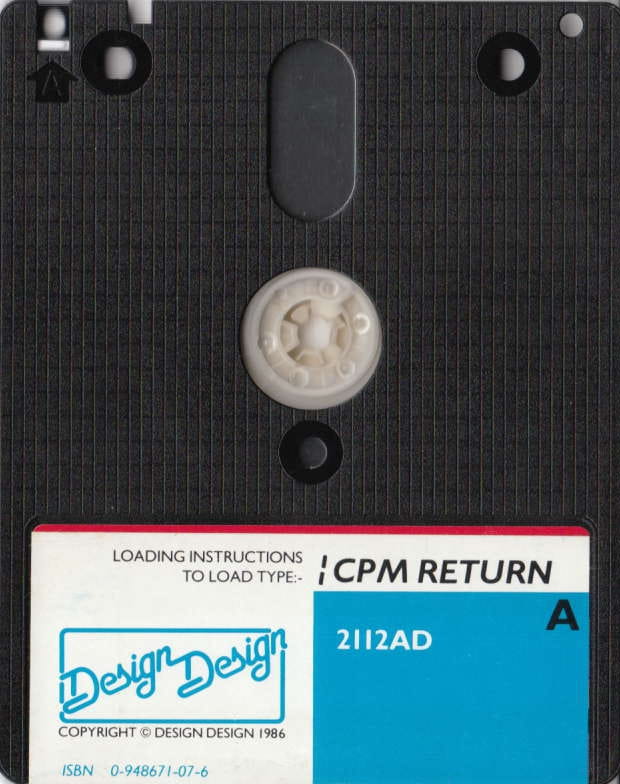 LOADING INSTRUCTIONS
TO LOAD TYPE:-
¦CPM RETURN
A
2112AD
Design Design
COPYRIGHT © DESIGN DESIGN 1986
ISBN 0-948671-07-6